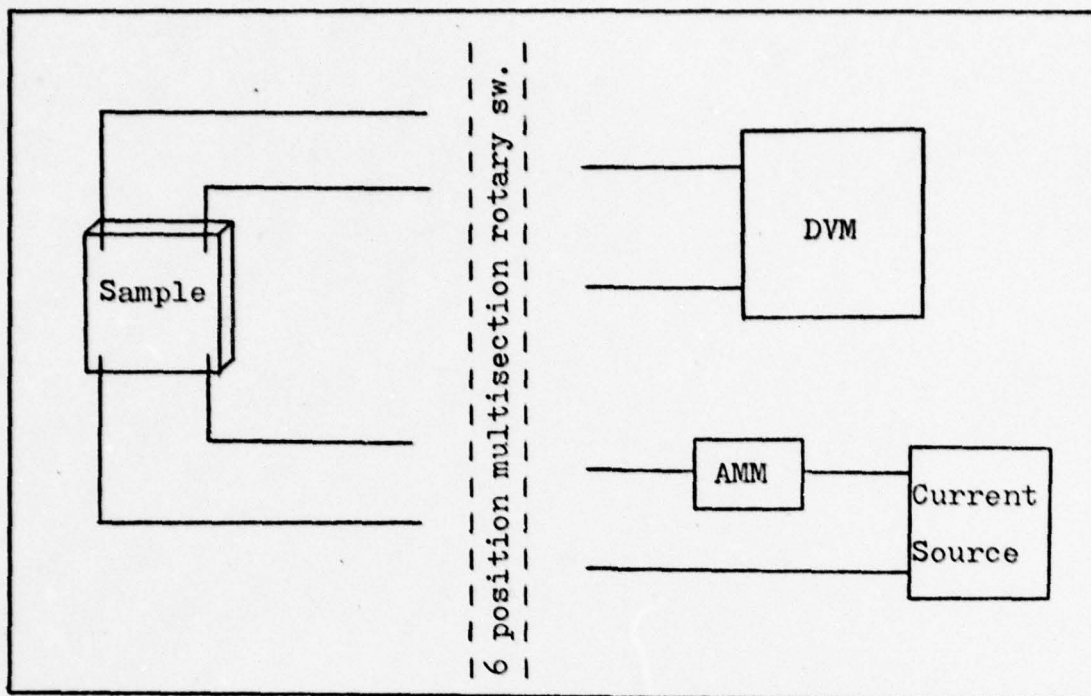 Sample
6 position multisection rotary sw.
DVM
AMM
Current
Source